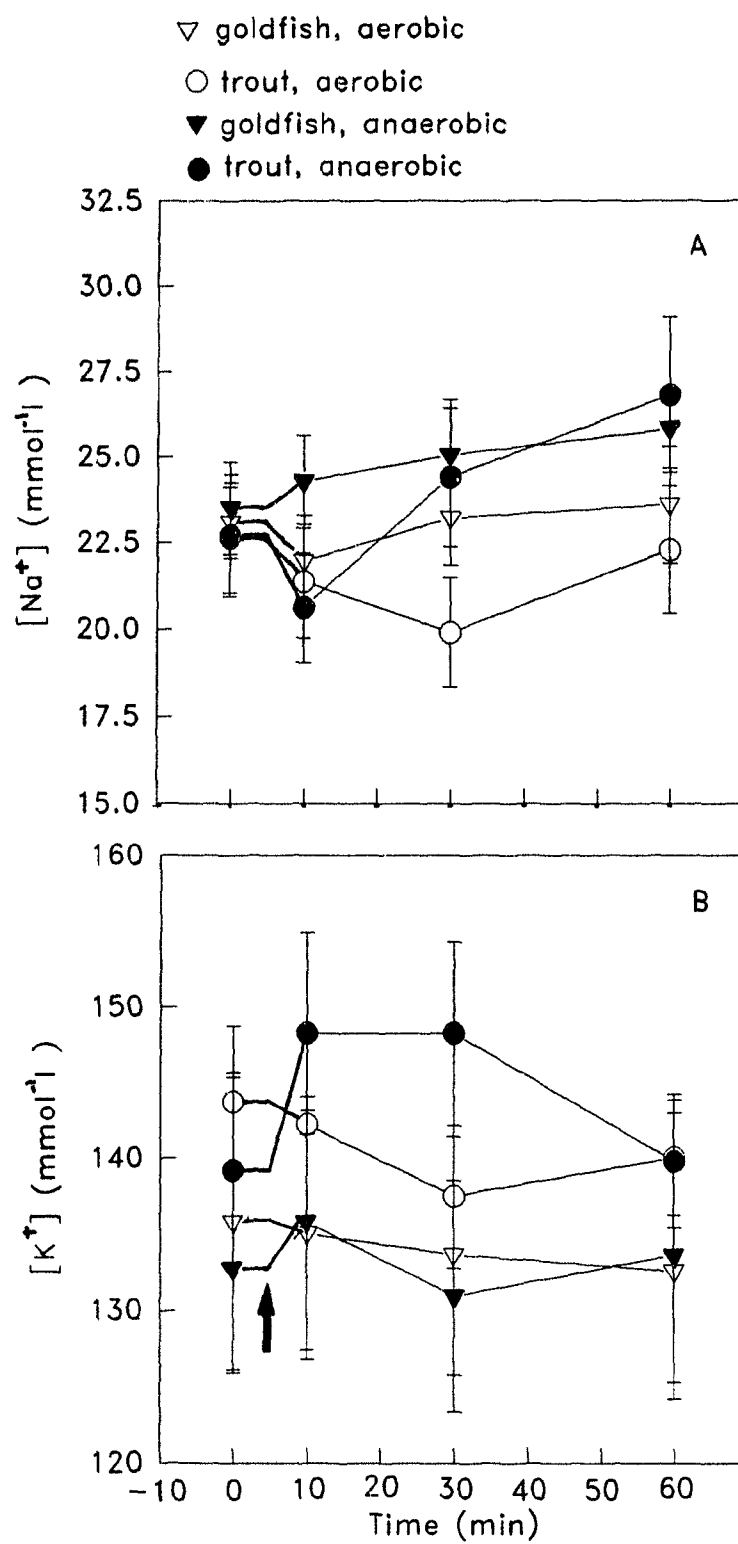 ▽ goldfish, aerobic
○ trout, aerobic
▼ goldfish, anaerobic
● trout, anaerobic
A
32.5
30.0
27.5
25.0
22.5
20.0
17.5
15.0
[Na⁺] (mmol⁻¹l )
B
160
150
140
130
120
[K⁺] (mmol⁻¹l )
-10 0 10 20 30 40 50 60
Time (min)